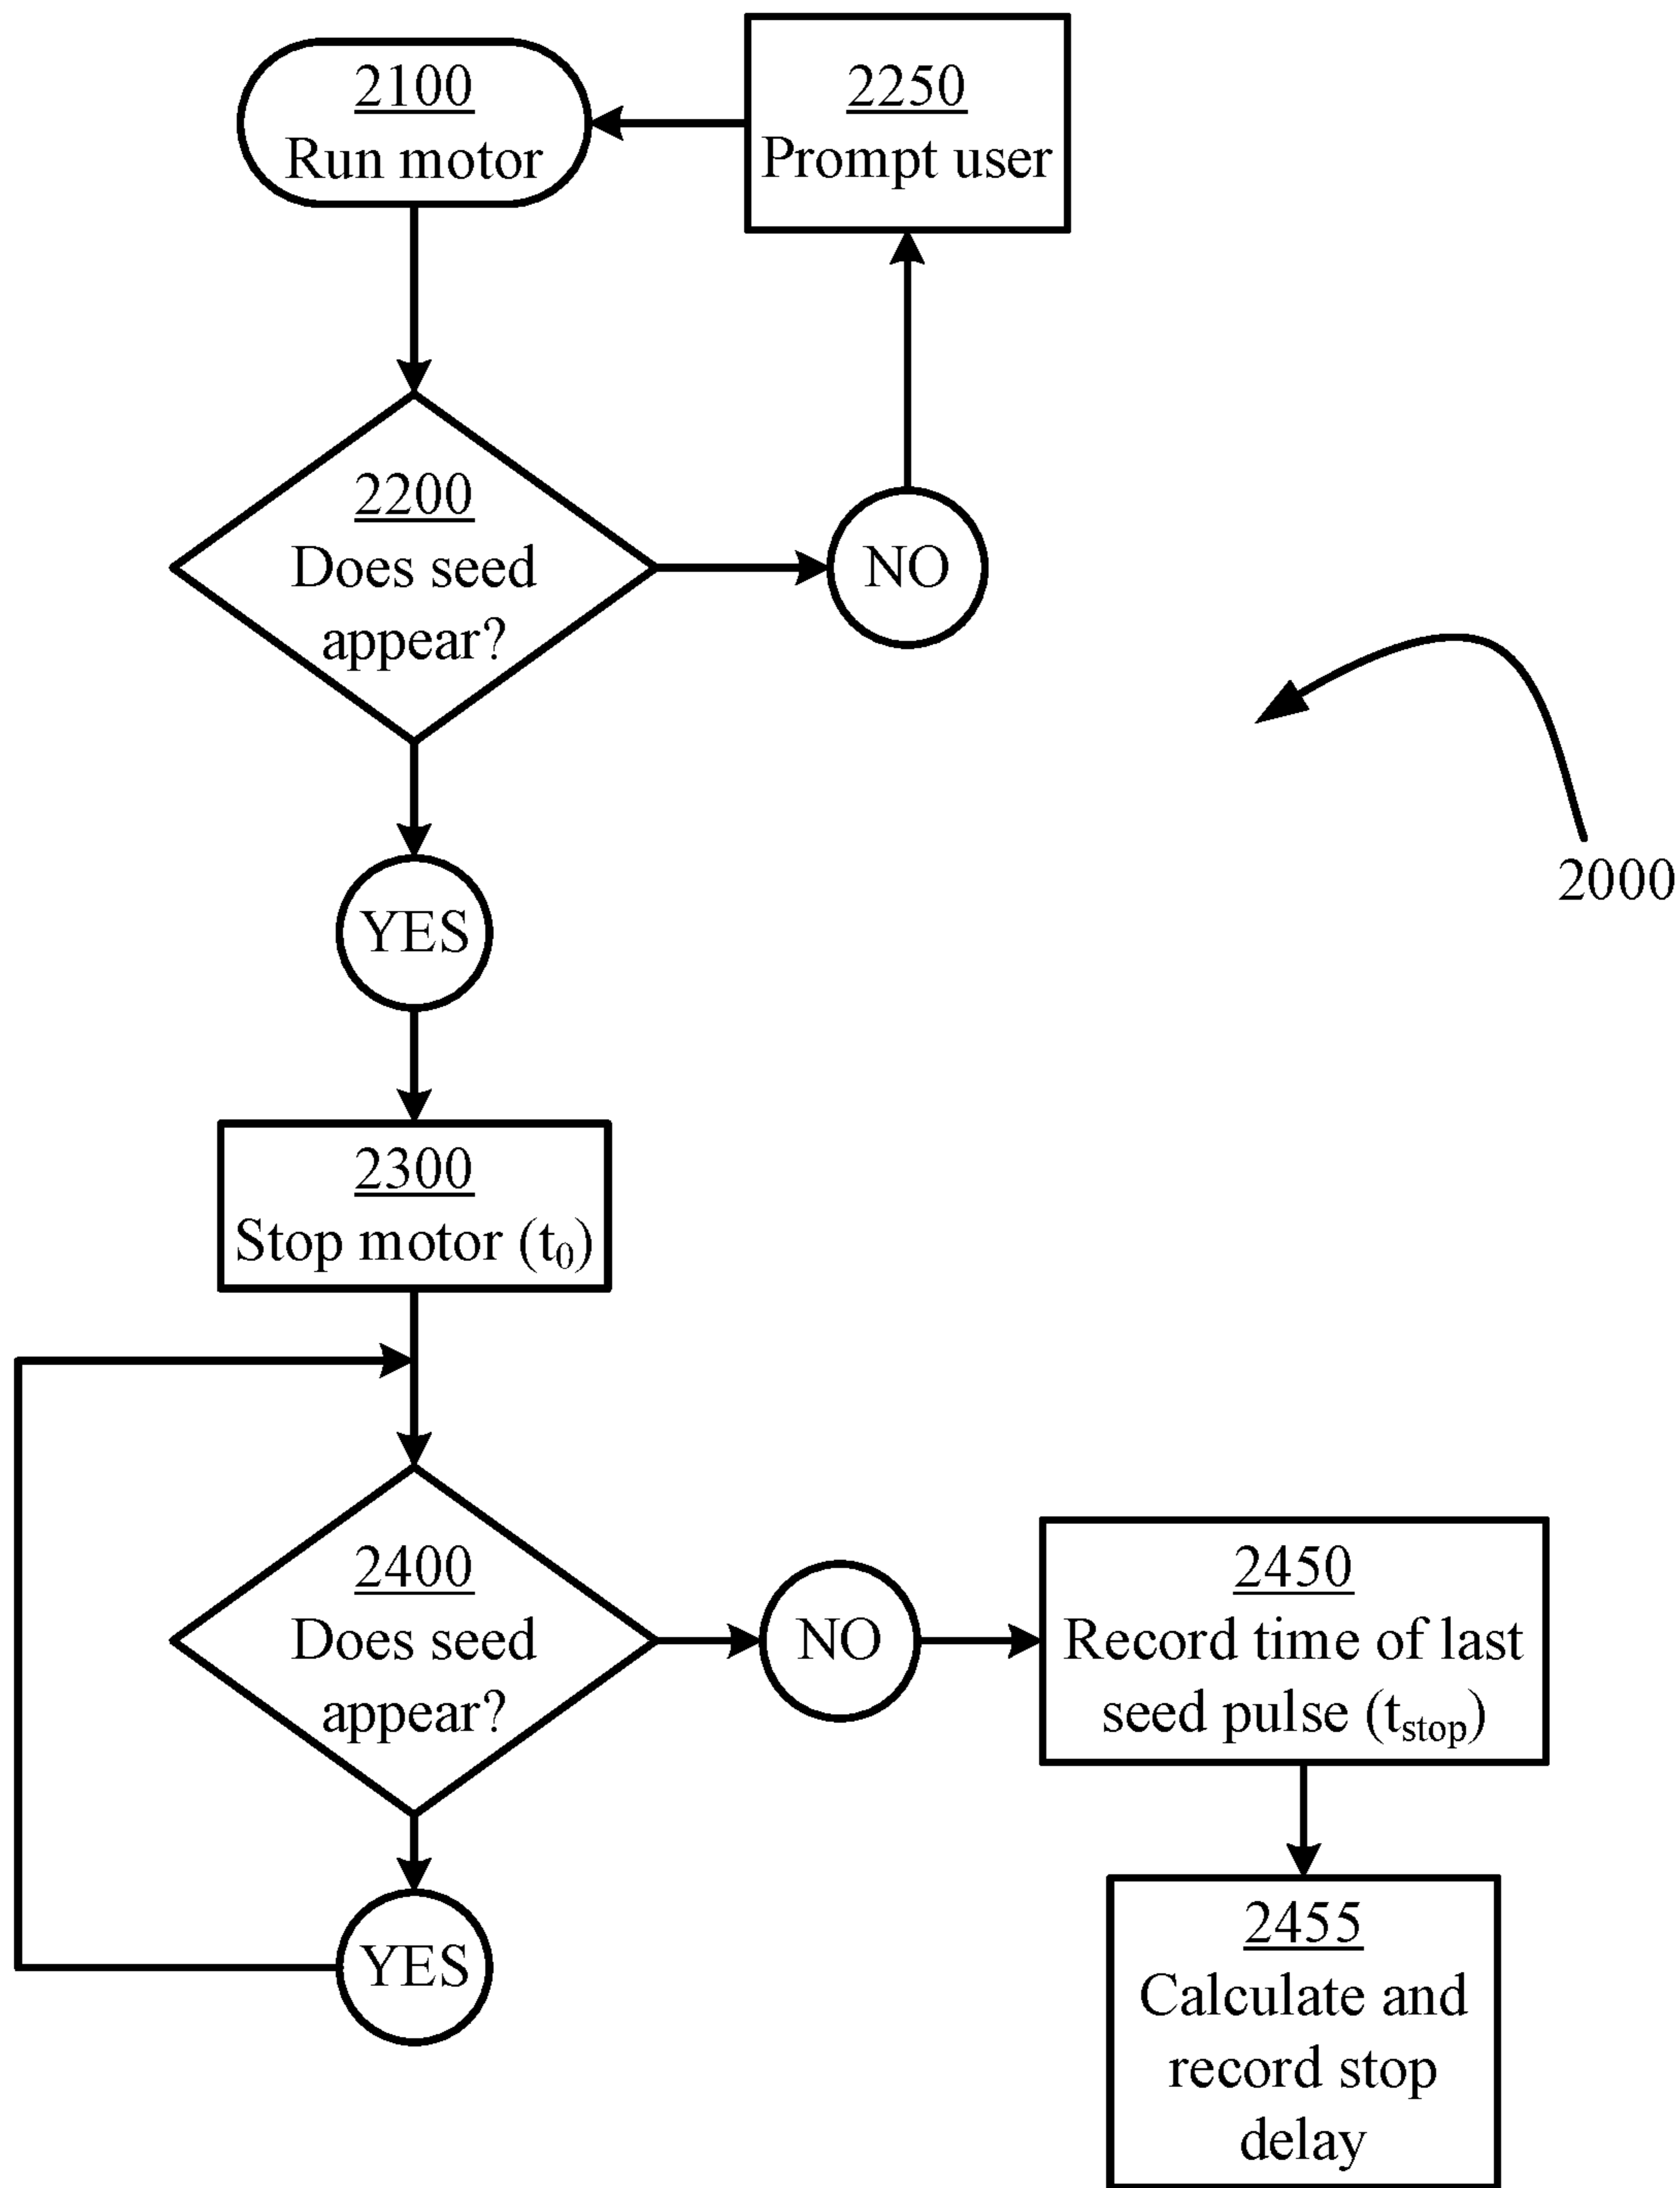 2100
Run motor
2250
Prompt user
2200
Does seed
appear?
NO
2000
YES
2300
Stop motor (t0)
2400
Does seed
appear?
NO
2450
Record time of last
seed pulse (tstop)
YES
2455
Calculate and
record stop
delay